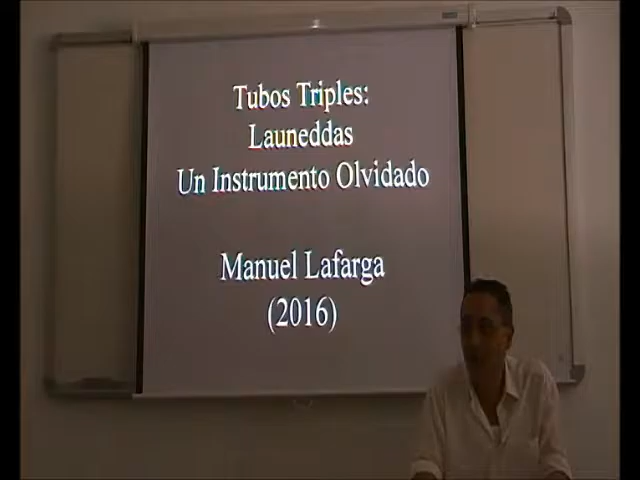 Tubos Triples:
Launeddas
Un Instrumento Olvidado
Manuel Lafarga
(2016)